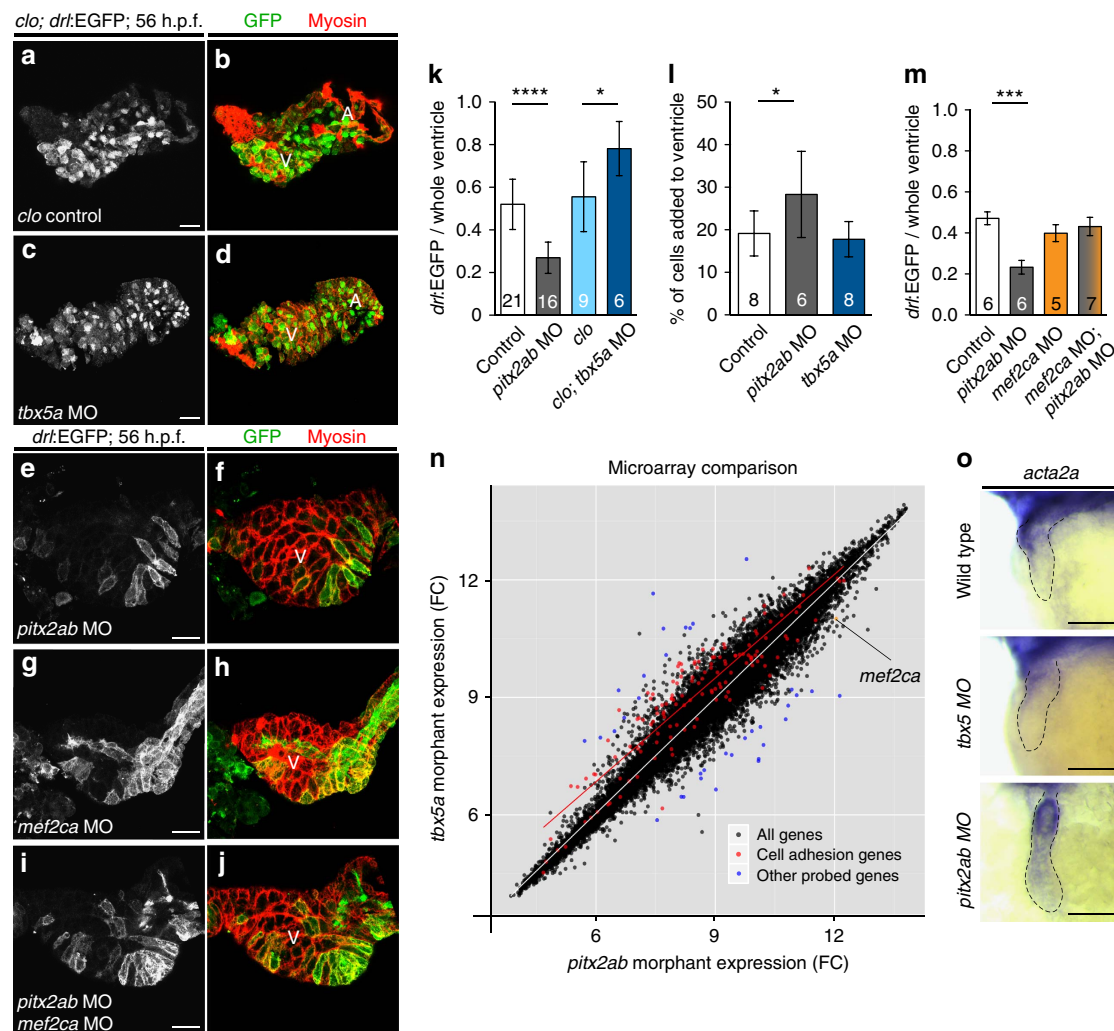 clo; drl:EGFP; 56 h.p.f.
GFP Myosin
a
clo control
b
A
V
c
tbx5a MO
d
A
V
drl:EGFP; 56 h.p.f.
GFP Myosin
e
pitx2ab MO
f
V
g
mef2ca MO
h
V
i
pitx2ab MO
mef2ca MO
j
V
k
drl:EGFP / whole ventricle
1.0
0.8
0.6
0.4
0.2
0
****
*
21
16
9
6
Control
pitx2ab MO
clo
clo; tbx5a MO
l
% of cells added to ventricle
50
40
30
20
10
0
*
8
6
8
Control
pitx2ab MO
tbx5a MO
m
drl:EGFP / whole ventricle
1.0
0.8
0.6
0.4
0.2
0
***
6
6
5
7
Control
pitx2ab MO
mef2ca MO
mef2ca MO;
pitx2ab MO
n
Microarray comparison
tbx5a morphant expression (FC)
12
9
6
mef2ca
All genes
Cell adhesion genes
Other probed genes
6
9
12
pitx2ab morphant expression (FC)
o
acta2a
Wild type
tbx5 MO
pitx2ab MO